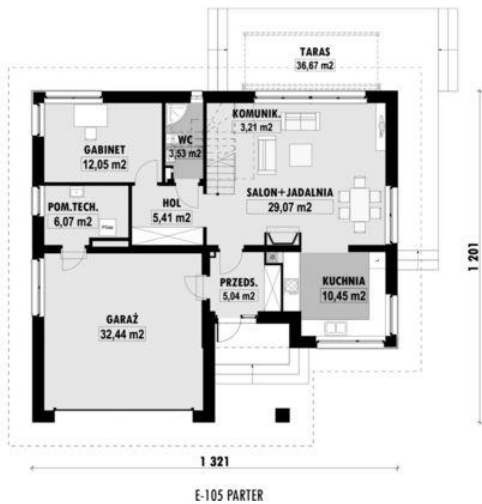 TARAS
36,67 m2
KOMUNIK.
3,21 m2
WC
3,53 m2
GABINET
12,05 m2
SALON+JADALNIA
29,07 m2
POM.TECH.
6,07 m2
HOL
5,41 m2
PRZEDS.
5,04 m2
KUCHNIA
10,45 m2
GARAŻ
32,44 m2
1 201
1 321
E-105 PARTER